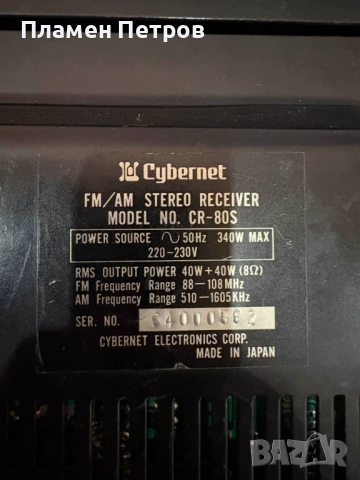 Пламен Петров
Cybernet
FM/AM STEREO RECEIVER
MODEL NO. CR-80S
POWER SOURCE ∿50Hz 340W MAX
220-230V
RMS OUTPUT POWER 40W+40W (8Ω)
FM Frequency Range 88-108MHz
AM Frequency Range 510-1605KHz
SER. NO. 64000562
CYBERNET ELECTRONICS CORP.
MADE IN JAPAN
BAZAR